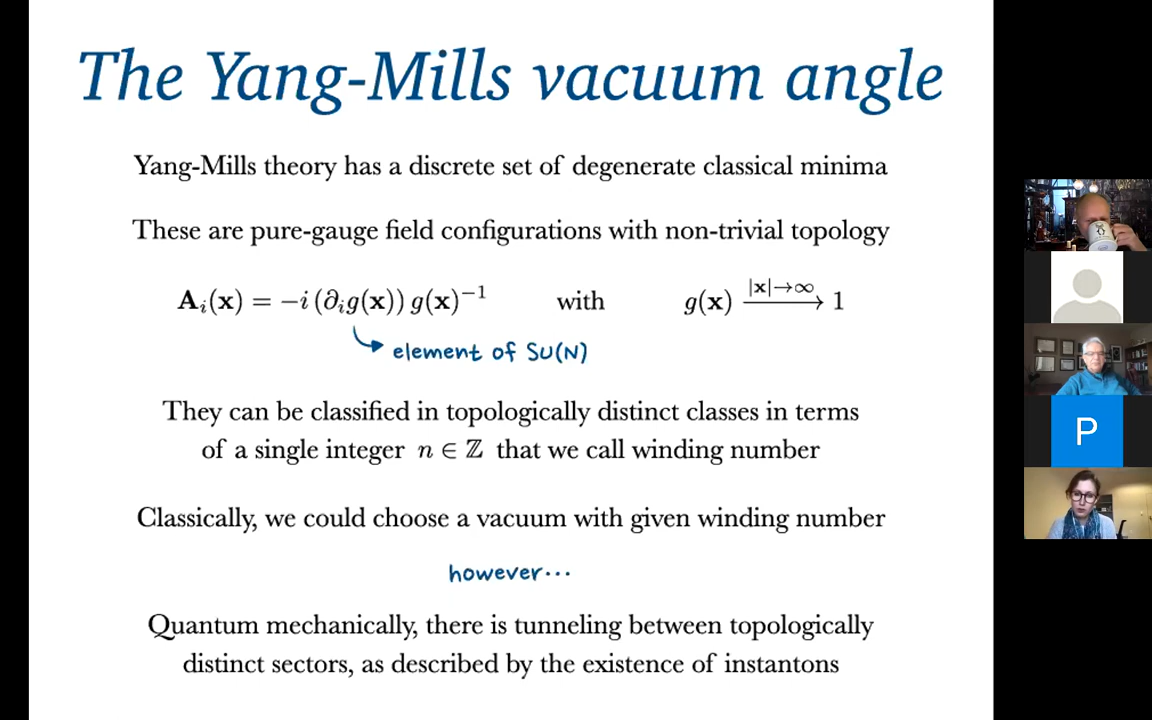 The Yang-Mills vacuum angle
Yang-Mills theory has a discrete set of degenerate classical minima
These are pure-gauge field configurations with non-trivial topology
𝐀ᵢ(𝐱) = −i (∂ᵢg(𝐱)) g(𝐱)⁻¹ with g(𝐱) |𝐱|→∞ ⟶ 1
element of SU(N)
They can be classified in topologically distinct classes in terms
of a single integer n ∈ ℤ that we call winding number
Classically, we could choose a vacuum with given winding number
however···
Quantum mechanically, there is tunneling between topologically
distinct sectors, as described by the existence of instantons
P